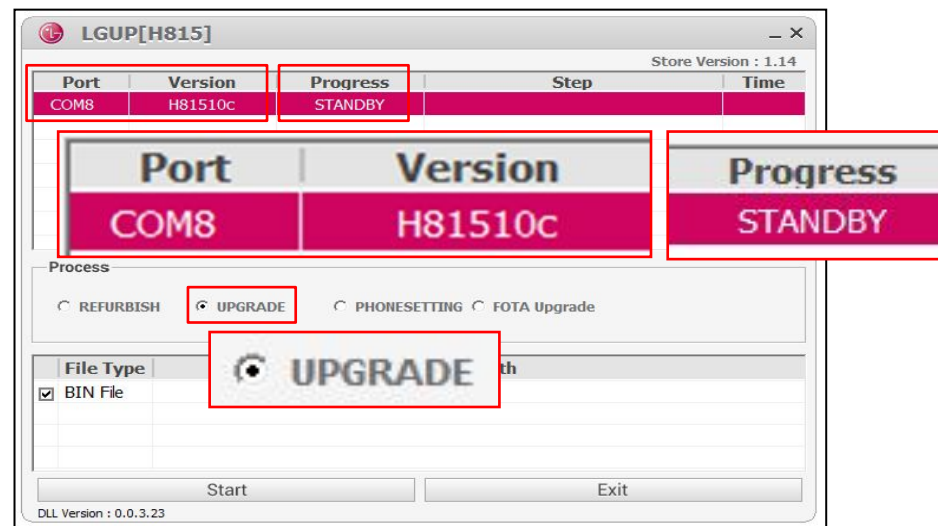 LGUP[H815]
Store Version : 1.14
Port Version Progress Step Time
COM8 H81510c STANDBY
Port Version Progress
COM8 H81510c STANDBY
Process
REFURBISH UPGRADE PHONESETTING FOTA Upgrade
UPGRADE
File Type th
BIN File
Start Exit
DLL Version : 0.0.3.23